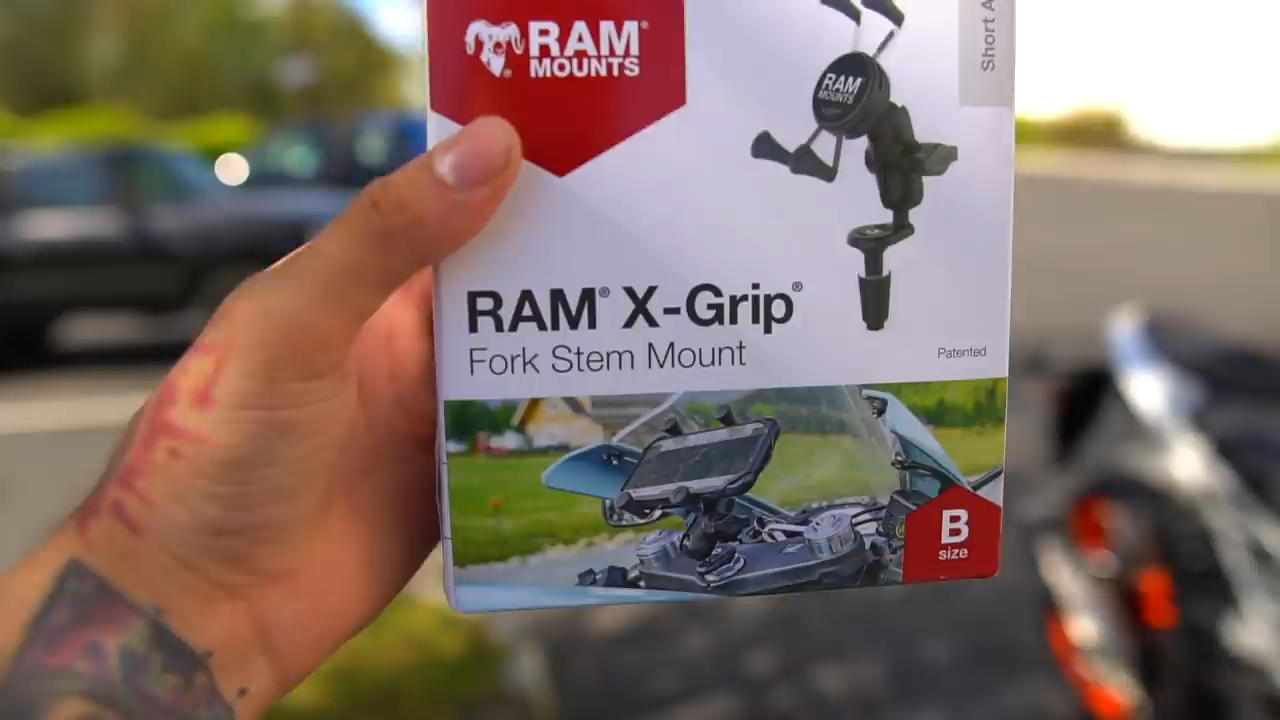 RAM®
MOUNTS
Short A
RAM
MOUNTS
RAM® X-Grip®
Fork Stem Mount
Patented
B
size